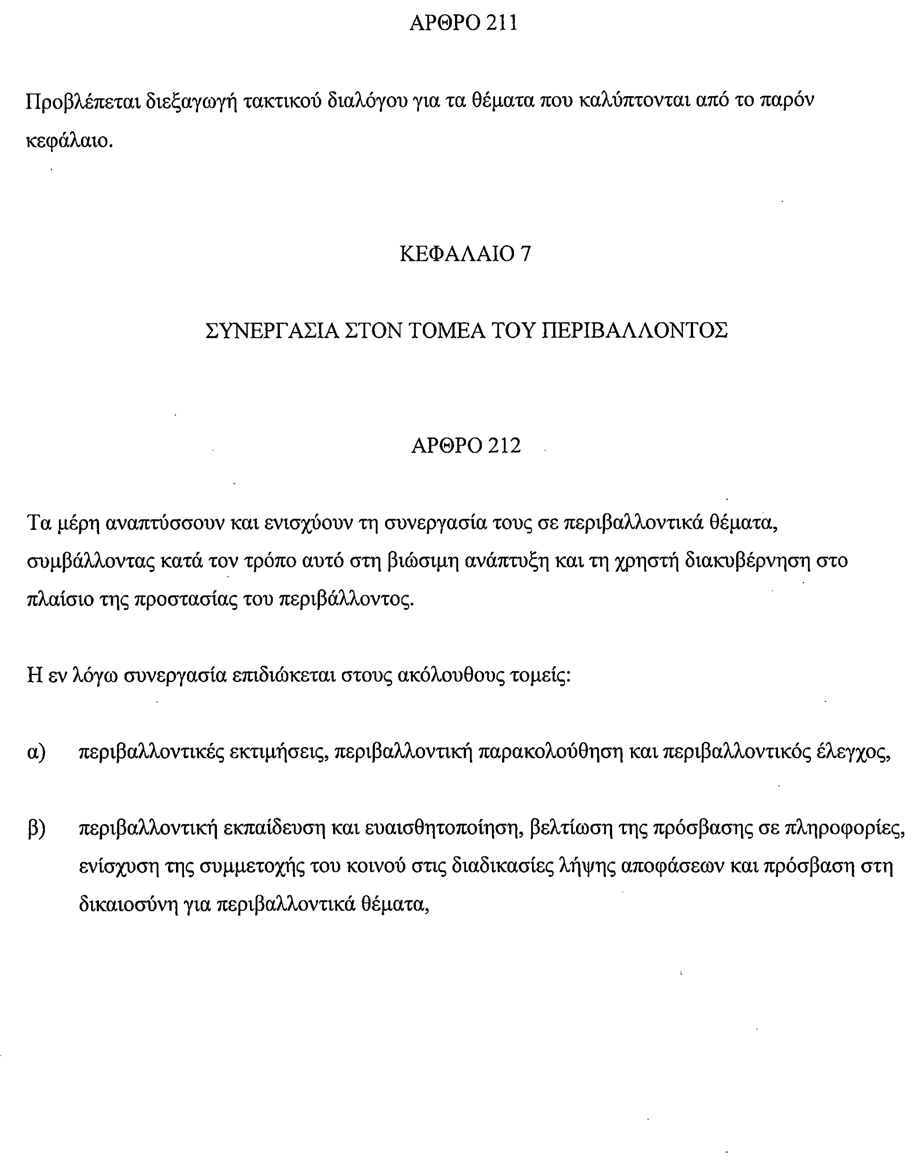 ΑΡΘΡΟ 211
Προβλέπεται διεξαγωγή τακτικού διαλόγου για τα θέματα που καλύπτονται από το παρόν
κεφάλαιο.
ΚΕΦΑΛΑΙΟ 7
ΣΥΝΕΡΓΑΣΙΑ ΣΤΟΝ ΤΟΜΕΑ ΤΟΥ ΠΕΡΙΒΑΛΛΟΝΤΟΣ
ΑΡΘΡΟ 212
Τα μέρη αναπτύσσουν και ενισχύουν τη συνεργασία τους σε περιβαλλοντικά θέματα,
συμβάλλοντας κατά τον τρόπο αυτό στη βιώσιμη ανάπτυξη και τη χρηστή διακυβέρνηση στο
πλαίσιο της προστασίας του περιβάλλοντος.
Η εν λόγω συνεργασία επιδιώκεται στους ακόλουθους τομείς:
α) περιβαλλοντικές εκτιμήσεις, περιβαλλοντική παρακολούθηση και περιβαλλοντικός έλεγχος,
β) περιβαλλοντική εκπαίδευση και ευαισθητοποίηση, βελτίωση της πρόσβασης σε πληροφορίες,
ενίσχυση της συμμετοχής του κοινού στις διαδικασίες λήψης αποφάσεων και πρόσβαση στη
δικαιοσύνη για περιβαλλοντικά θέματα,